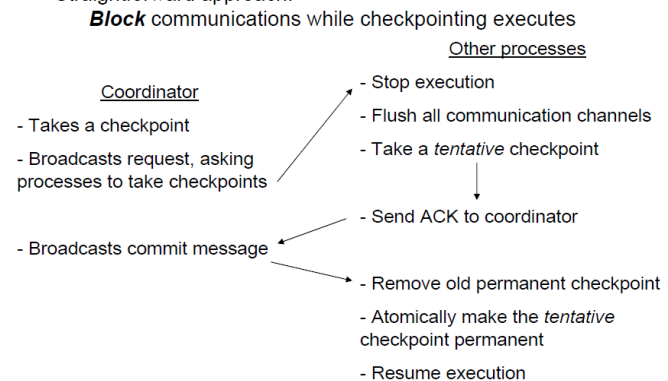 Straightforward approach:
Block communications while checkpointing executes
Other processes
Coordinator
- Takes a checkpoint
- Broadcasts request, asking
processes to take checkpoints
- Stop execution
- Flush all communication channels
- Take a tentative checkpoint
- Send ACK to coordinator
- Broadcasts commit message
- Remove old permanent checkpoint
- Atomically make the tentative
checkpoint permanent
- Resume execution